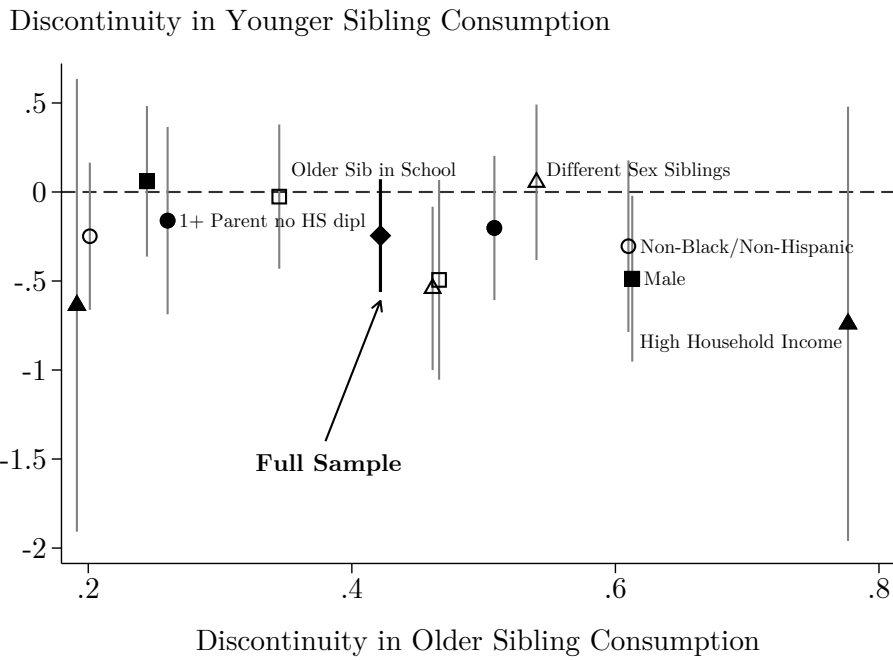 Discontinuity in Younger Sibling Consumption
.5
Older Sib in School
Different Sex Siblings
0
1+ Parent no HS dipl
Non-Black/Non-Hispanic
-.5
Male
High Household Income
-1
Full Sample
-1.5
-2
.2 .4 .6 .8
Discontinuity in Older Sibling Consumption